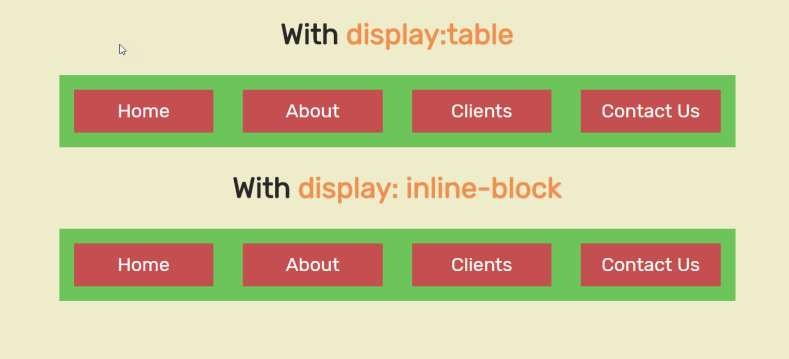 With display:table
Home About Clients Contact Us
With display: inline-block
Home About Clients Contact Us